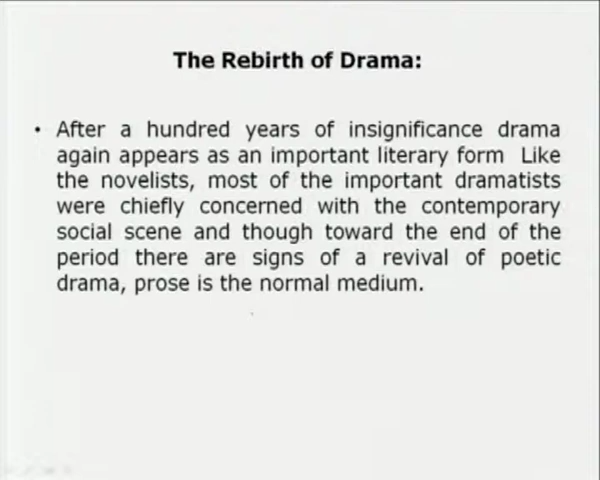 The Rebirth of Drama:
• After a hundred years of insignificance drama
again appears as an important literary form Like
the novelists, most of the important dramatists
were chiefly concerned with the contemporary
social scene and though toward the end of the
period there are signs of a revival of poetic
drama, prose is the normal medium.